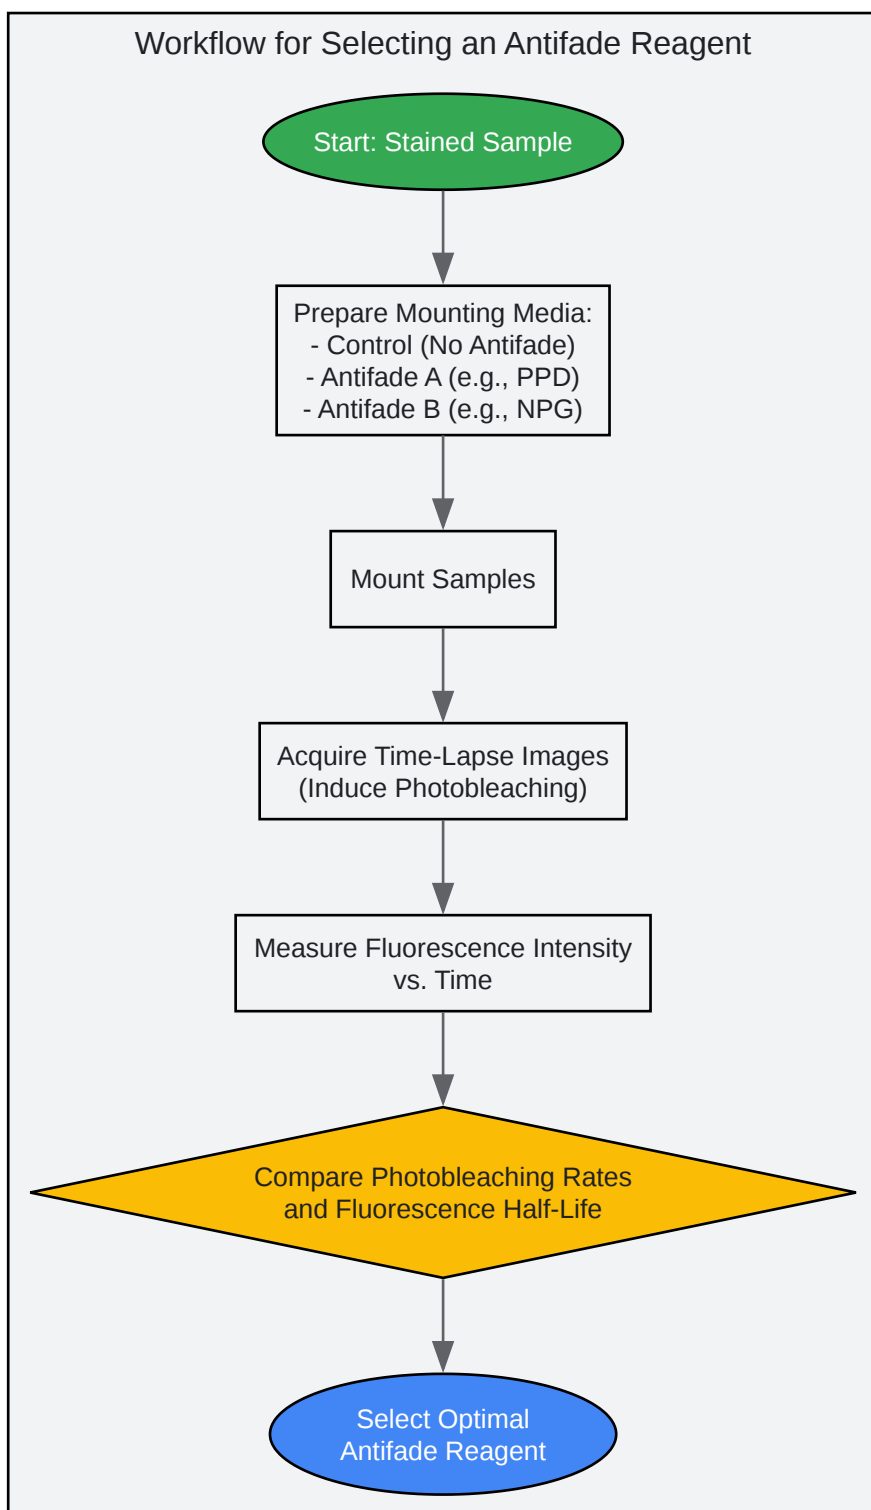 Workflow for Selecting an Antifade Reagent
Start: Stained Sample
Prepare Mounting Media:
- Control (No Antifade)
- Antifade A (e.g., PPD)
- Antifade B (e.g., NPG)
Mount Samples
Acquire Time-Lapse Images
(Induce Photobleaching)
Measure Fluorescence Intensity
vs. Time
Compare Photobleaching Rates
and Fluorescence Half-Life
Select Optimal
Antifade Reagent